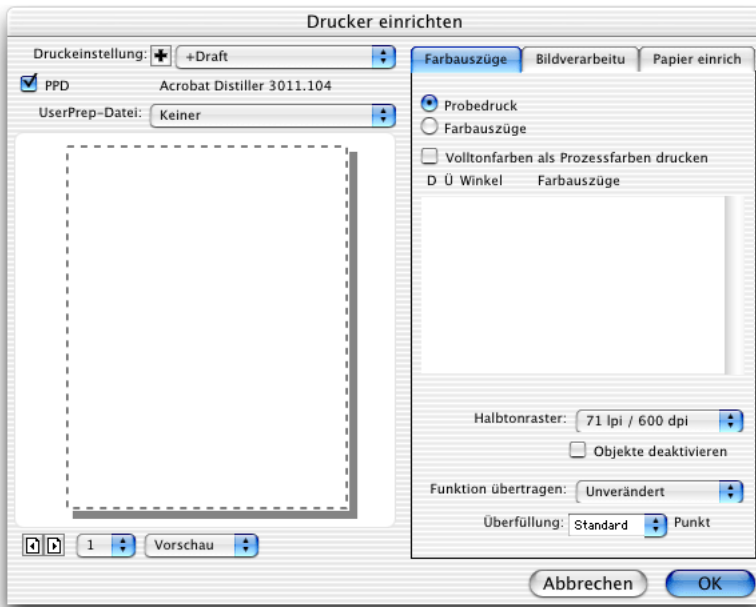 Drucker einrichten
Druckeinstellung: +Draft
PPD Acrobat Distiller 3011.104
UserPrep-Datei: Keiner
1 Vorschau
Farbauszüge Bildverarbeitu Papier einrich
Probedruck
Farbauszüge
Volltonfarben als Prozessfarben drucken
D Ü Winkel Farbauszüge
Halbtonraster: 71 lpi / 600 dpi
Objekte deaktivieren
Funktion übertragen: Unverändert
Überfüllung: Standard Punkt
Abbrechen OK